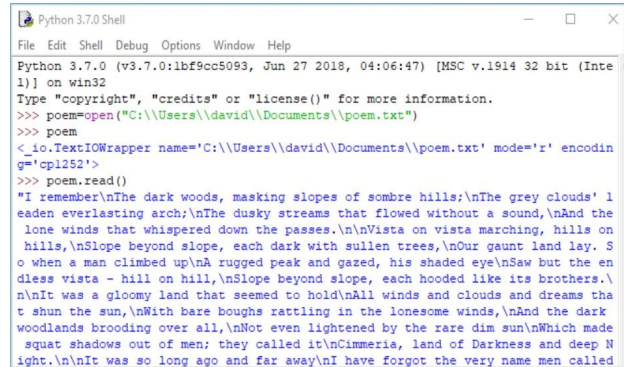 Python 3.7.0 Shell
File Edit Shell Debug Options Window Help
Python 3.7.0 (v3.7.0:1bf9cc5093, Jun 27 2018, 04:06:47) [MSC v.1914 32 bit (Inte
l)] on win32
Type "copyright", "credits" or "license()" for more information.
>>> poem=open("C:\\Users\\david\\Documents\\poem.txt")
>>> poem
<_io.TextIOWrapper name='C:\\Users\\david\\Documents\\poem.txt' mode='r' encodin
g='cp1252'>
>>> poem.read()
"I remember\nThe dark woods, masking slopes of sombre hills;\nThe grey clouds' l
eaden everlasting arch;\nThe dusky streams that flowed without a sound,\nAnd the
 lone winds that whispered down the passes.\n\nVista on vista marching, hills on
 hills,\nSlope beyond slope, each dark with sullen trees,\nOur gaunt land lay. S
o when a man climbed up\nA rugged peak and gazed, his shaded eye\nSaw but the en
dless vista - hill on hill,\nSlope beyond slope, each hooded like its brothers.\
n\nIt was a gloomy land that seemed to hold\nAll winds and clouds and dreams tha
t shun the sun,\nWith bare boughs rattling in the lonesome winds,\nAnd the dark 
woodlands brooding over all,\nNot even lightened by the rare dim sun\nWhich made
 squat shadows out of men; they called it\nCimmeria, land of Darkness and deep N
ight.\n\nIt was so long ago and far away\nI have forgot the very name men called